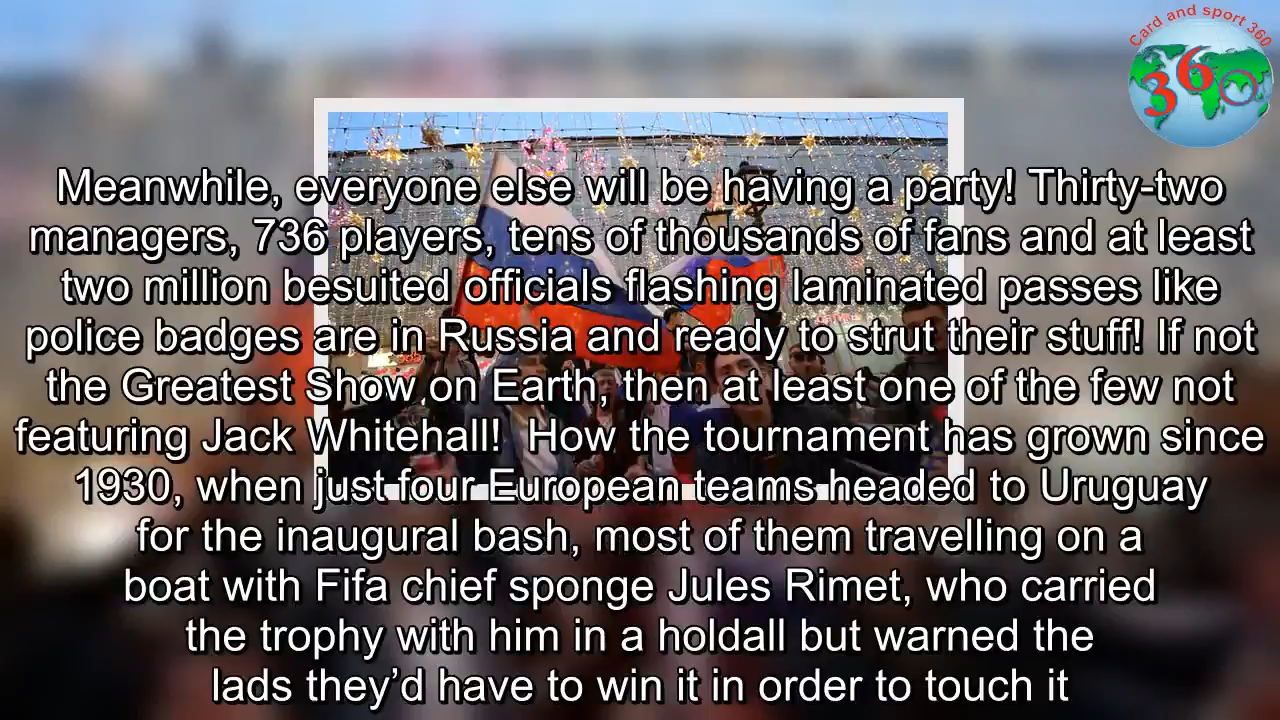 Card and sport 360
360
Meanwhile, everyone else will be having a party! Thirty-two
managers, 736 players, tens of thousands of fans and at least
two million besuited officials flashing laminated passes like
police badges are in Russia and ready to strut their stuff! If not
the Greatest Show on Earth, then at least one of the few not
featuring Jack Whitehall!  How the tournament has grown since
1930, when just four European teams headed to Uruguay
for the inaugural bash, most of them travelling on a
boat with Fifa chief sponge Jules Rimet, who carried
the trophy with him in a holdall but warned the
lads they’d have to win it in order to touch it